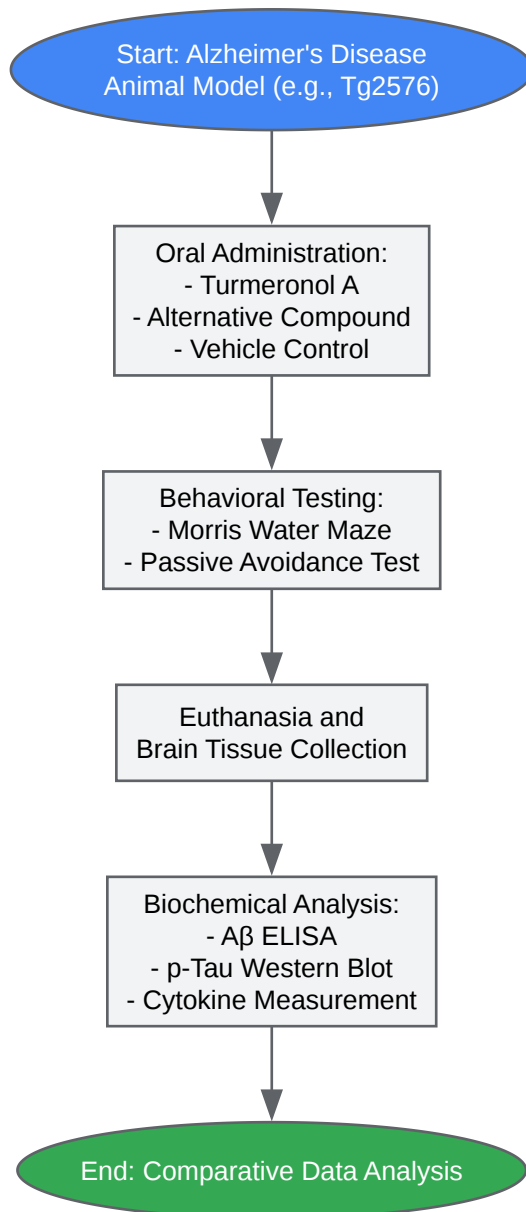 Start: Alzheimer's Disease
Animal Model (e.g., Tg2576)
Oral Administration:
- Turmeronol A
- Alternative Compound
- Vehicle Control
Behavioral Testing:
- Morris Water Maze
- Passive Avoidance Test
Euthanasia and
Brain Tissue Collection
Biochemical Analysis:
- Aβ ELISA
- p-Tau Western Blot
- Cytokine Measurement
End: Comparative Data Analysis